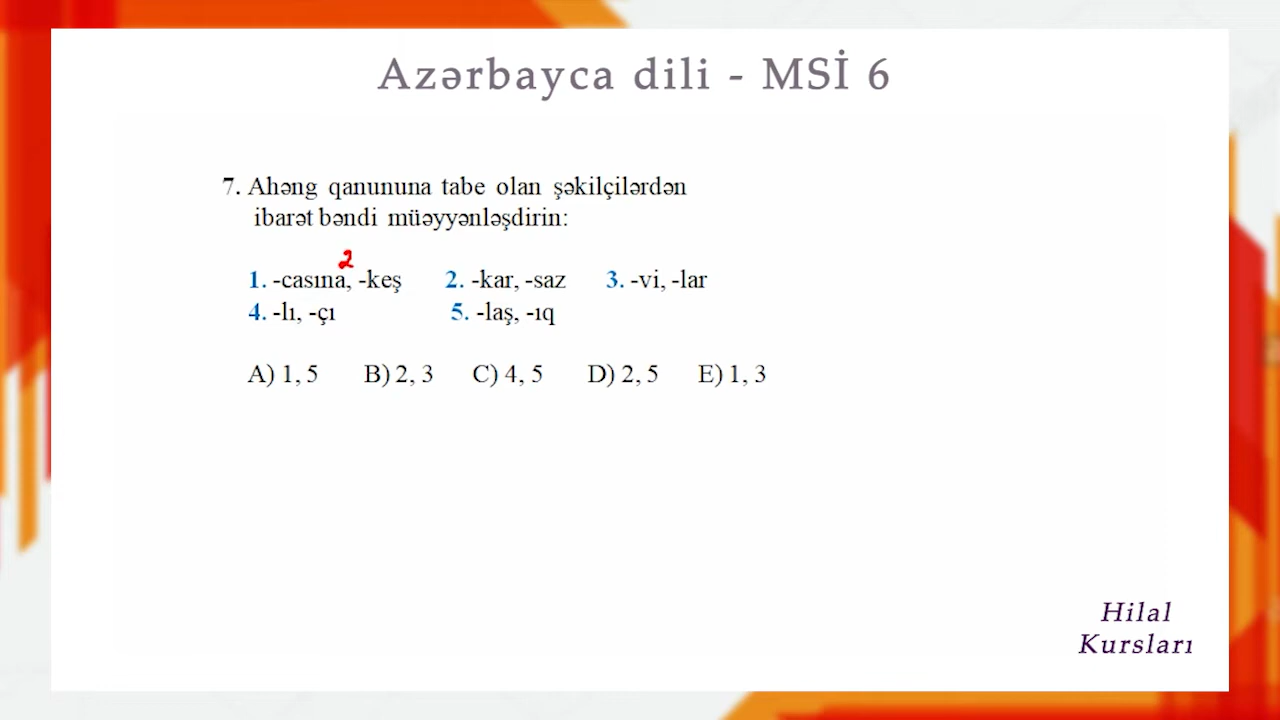 Azərbayca dili - MSİ 6
7. Ahəng qanununa tabe olan şəkilçilərdən
ibarət bəndi müəyyənləşdirin:
2
1. -casına, -keş 2. -kar, -saz 3. -vi, -lar
4. -lı, -çı 5. -laş, -ıq
A) 1, 5 B) 2, 3 C) 4, 5 D) 2, 5 E) 1, 3
Hilal
Kursları